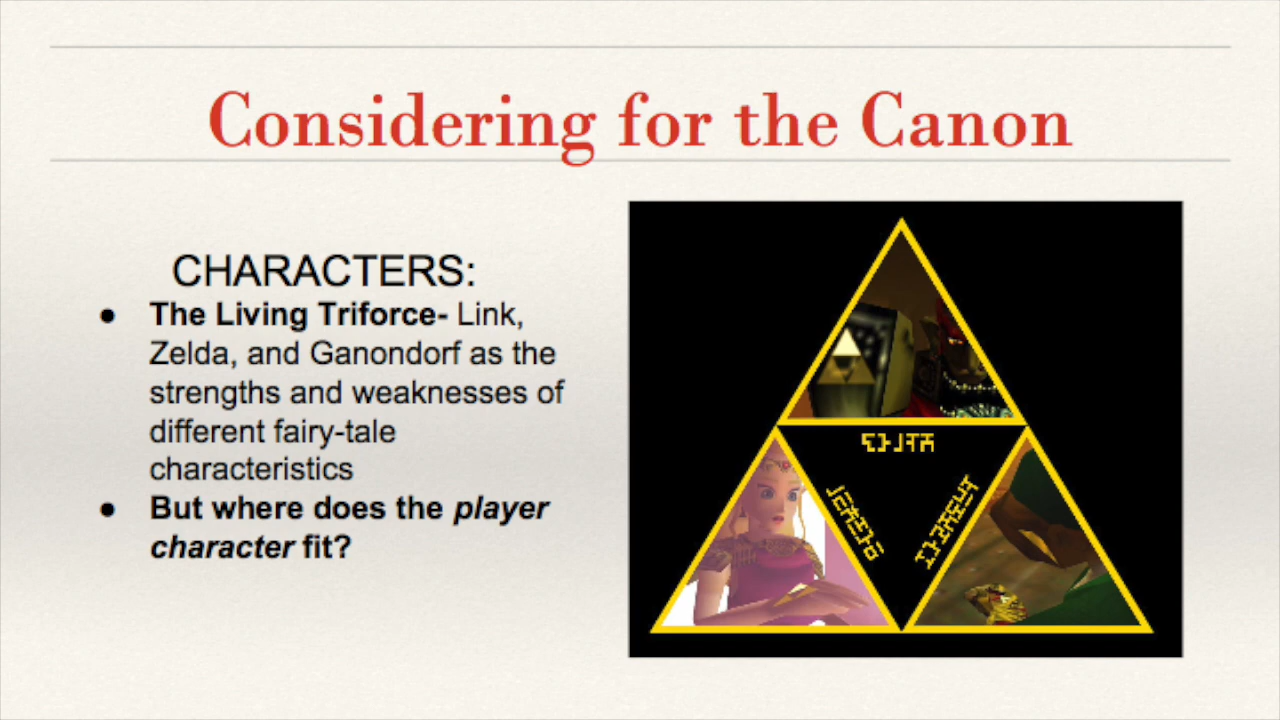 Considering for the Canon
CHARACTERS:
● The Living Triforce- Link,
Zelda, and Ganondorf as the
strengths and weaknesses of
different fairy-tale
characteristics
● But where does the player
character fit?